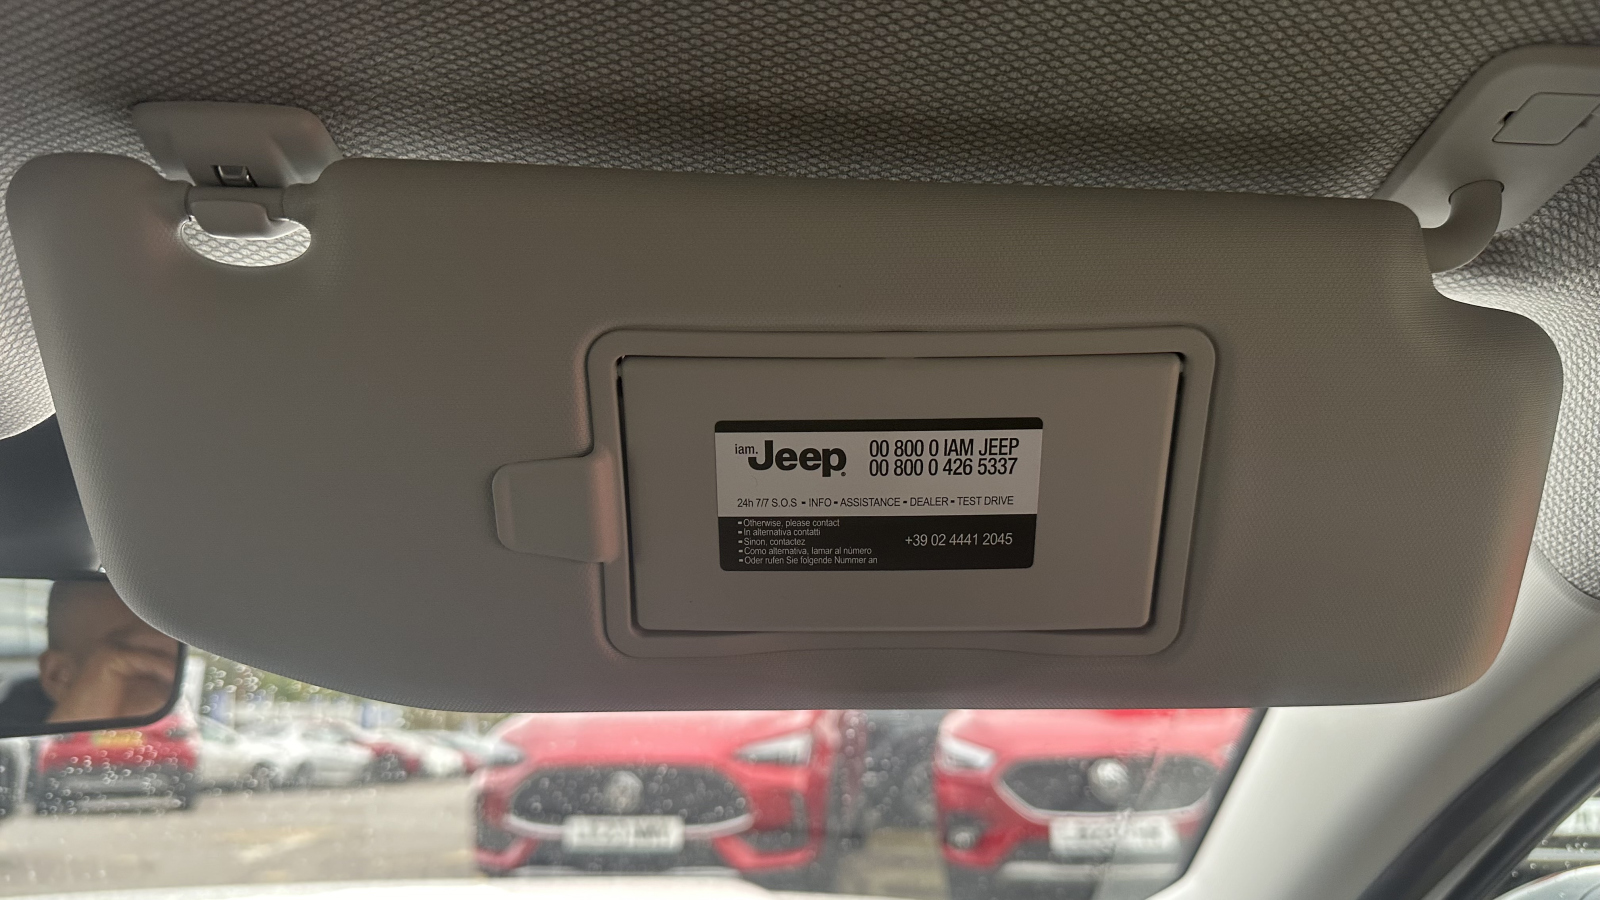 iam.Jeep®
00 800 0 IAM JEEP
00 800 0 426 5337
24h 7/7 S.O.S - INFO - ASSISTANCE - DEALER - TEST DRIVE
- Otherwise, please contact
- In alternativa contatti
- Sinon, contactez
- Como alternativa, lamar al número
- Oder rufen Sie folgende Nummer an
+39 02 4441 2045